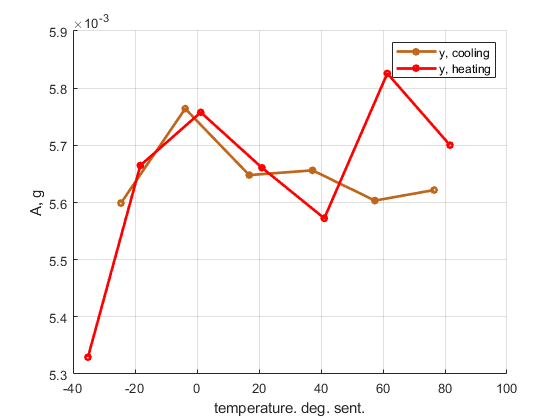 ×10-3
5.9
5.8
5.7
5.6
5.5
5.4
5.3
A, g
y, cooling
y, heating
-40 -20 0 20 40 60 80 100
temperature. deg. sent.